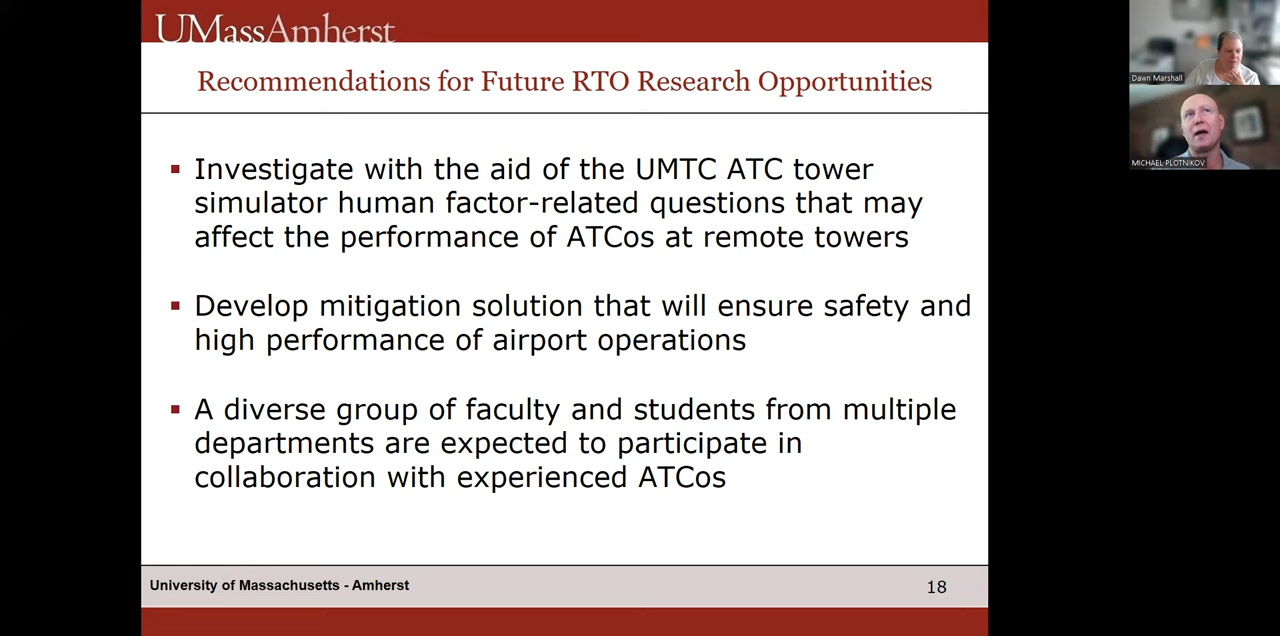 UMassAmherst
Recommendations for Future RTO Research Opportunities
Investigate with the aid of the UMTC ATC tower
simulator human factor-related questions that may
affect the performance of ATCos at remote towers
Develop mitigation solution that will ensure safety and
high performance of airport operations
A diverse group of faculty and students from multiple
departments are expected to participate in
collaboration with experienced ATCos
University of Massachusetts - Amherst
18
Dawn Marshall
MICHAEL PLOTNIKOV